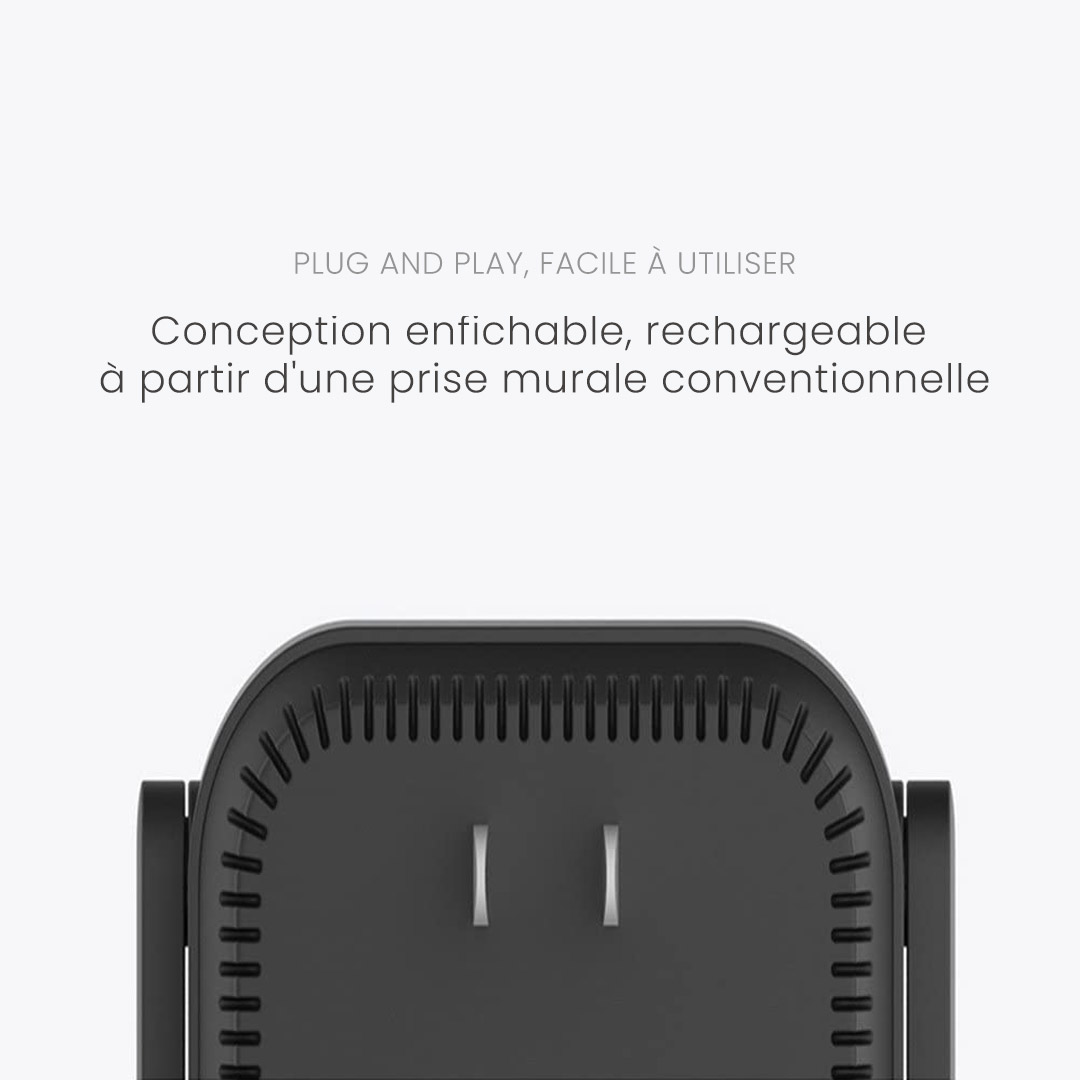 PLUG AND PLAY, FACILE À UTILISER
Conception enfichable, rechargeable
à partir d'une prise murale conventionnelle